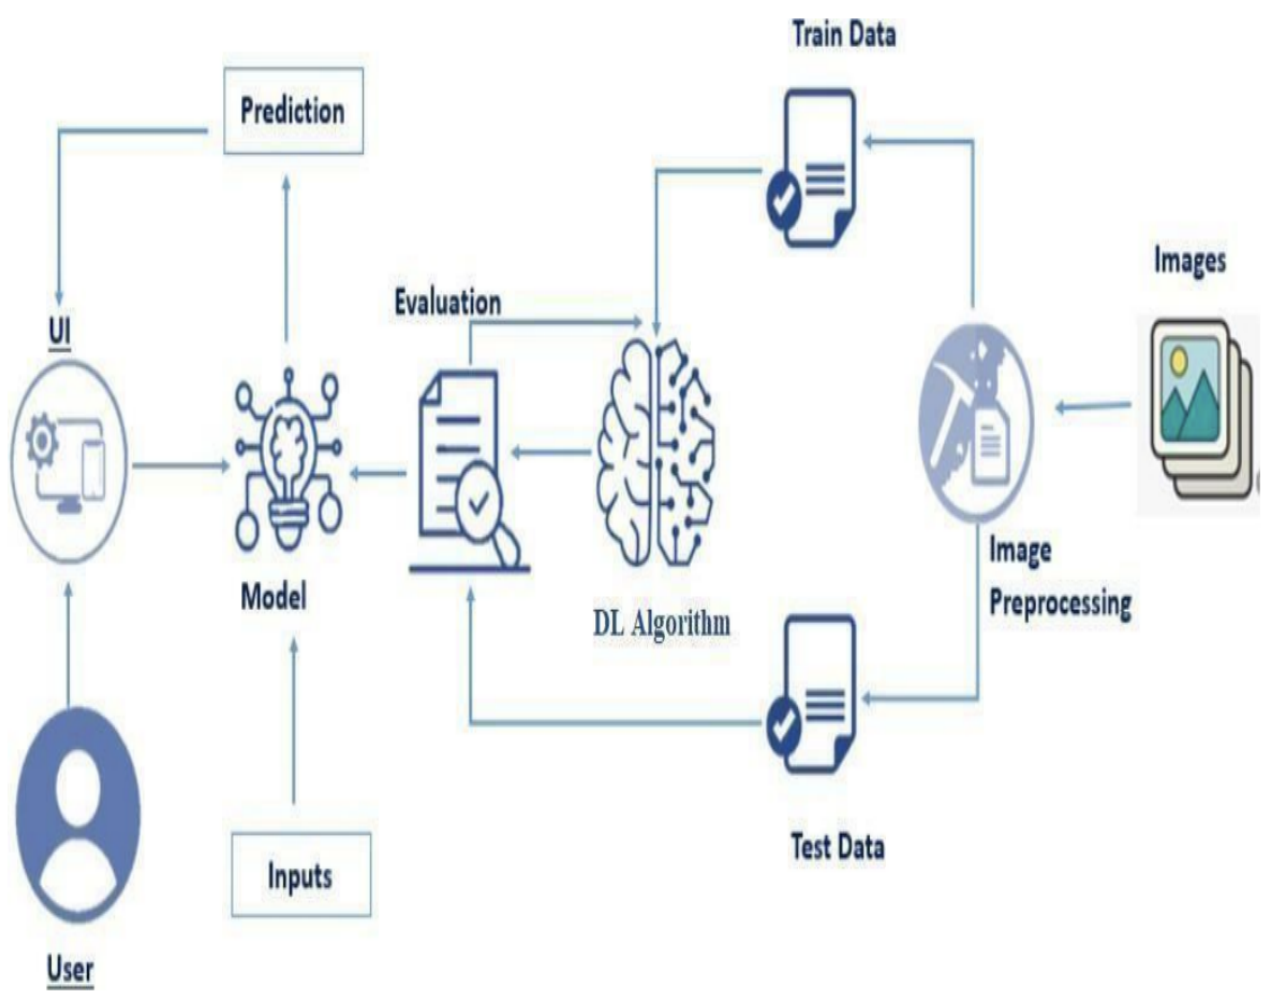 Train Data
Prediction
Images
Evaluation
UI
Image
Preprocessing
Model
DL Algorithm
Test Data
Inputs
User